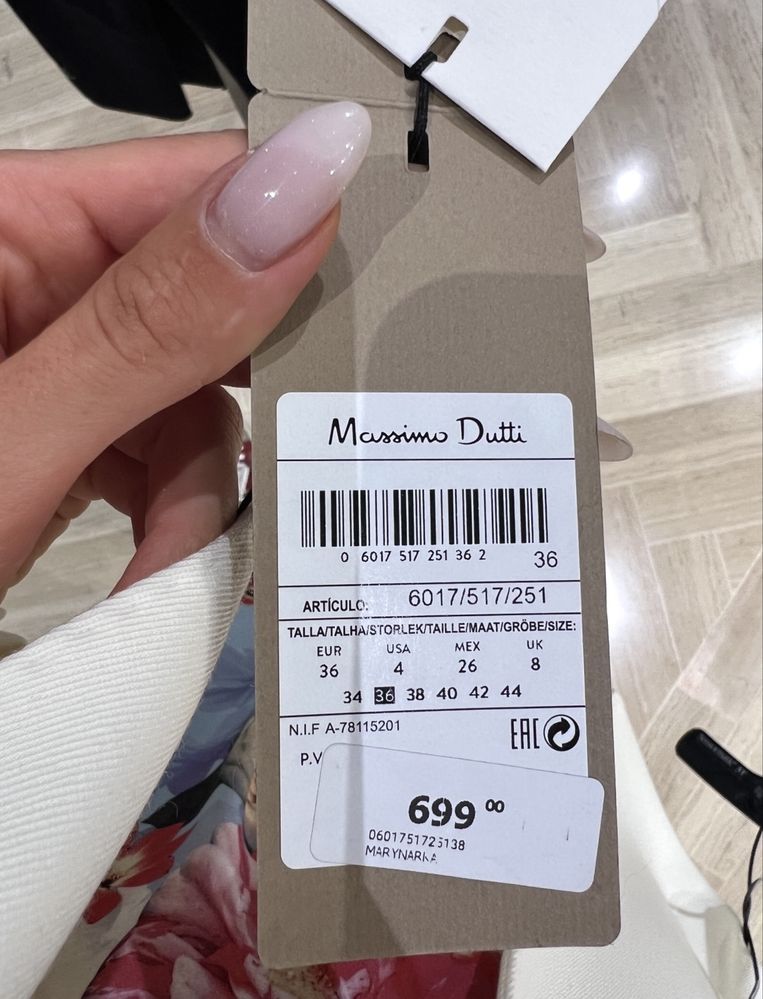 Massimo Dutti
0 6017 517 251 36 2
36
ARTÍCULO: 6017/517/251
TALLA/TALHA/STORLEK/TAILLE/MAAT/GRÖBE/SIZE:
EUR USA MEX UK
36 4 26 8
34 36 38 40 42 44
N.I.F A-78115201
EAC
P.V
699 00
0601751725138
MARYNARKA